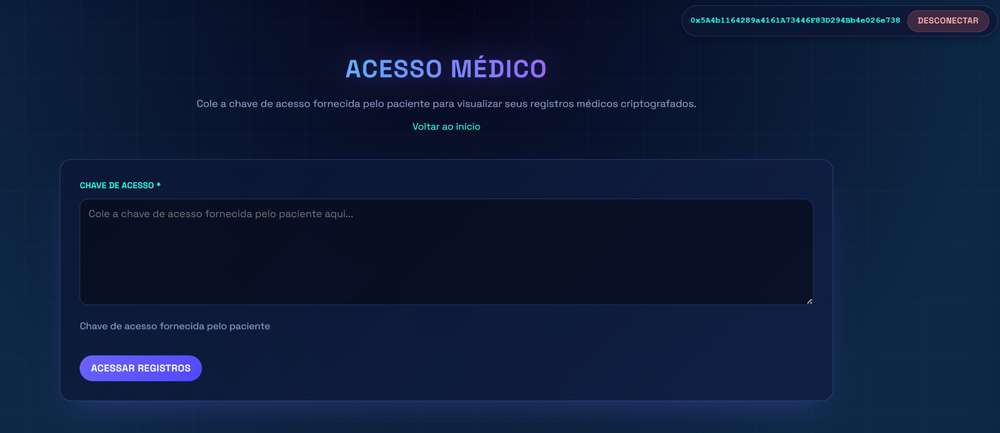 0x5A4b1164289a4161A73446F83D294Bb4e026e738 DESCONECTAR
ACESSO MÉDICO
Cole a chave de acesso fornecida pelo paciente para visualizar seus registros médicos criptografados.
Voltar ao início
CHAVE DE ACESSO *
Cole a chave de acesso fornecida pelo paciente aqui...
Chave de acesso fornecida pelo paciente
ACESSAR REGISTROS